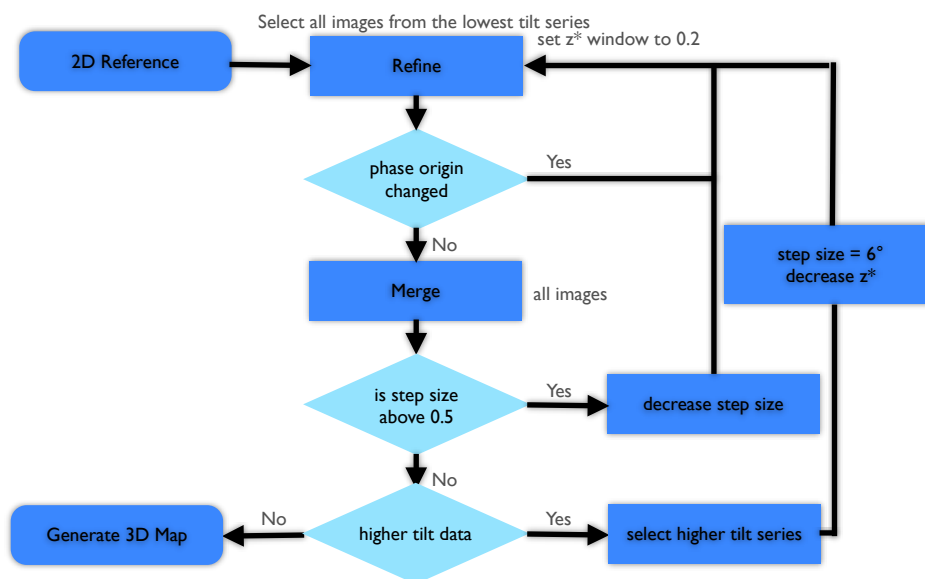 Select all images from the lowest tilt series
set z* window to 0.2
2D Reference
Refine
phase origin
changed
Yes
No
Merge
all images
step size = 6°
decrease z*
is step size
above 0.5
Yes
decrease step size
No
Generate 3D Map
No
higher tilt data
Yes
select higher tilt series